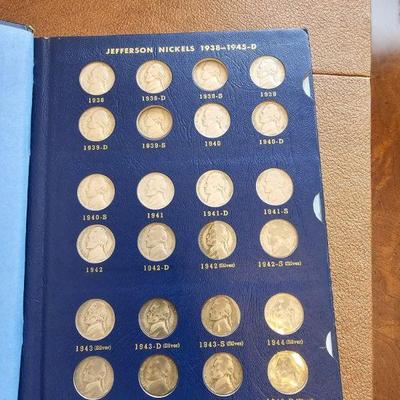 JEFFERSON NICKELS 1938-1945-D
1938 1938-D 1938-S 1939
1939-D 1939-S 1940 1940-D
1940-S 1941 1941-D 1941-S
1942 1942-D 1942 (Silver) 1942-S (Silver)
1943 (Silver) 1943-D (Silver) 1943-S (Silver) 1944 (Silver)